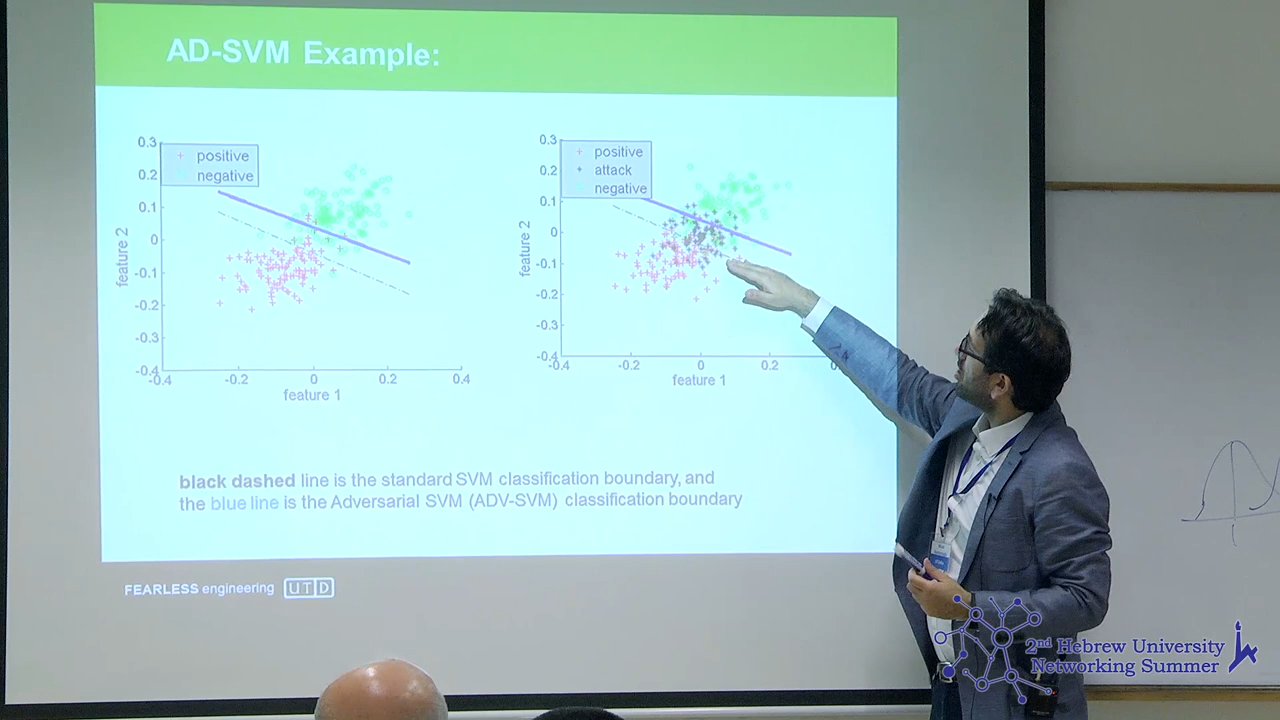 AD-SVM Example:
0.3
0.2
0.1
0
-0.1
-0.2
-0.3
-0.4
feature 2
positive
negative
-0.4
-0.2
0
0.2
0.4
feature 1
0.3
0.2
0.1
0
-0.1
-0.2
-0.3
-0.4
feature 2
positive
attack
negative
-0.4
-0.2
0
0.2
feature 1
black dashed line is the standard SVM classification boundary, and
the blue line is the Adversarial SVM (ADV-SVM) classification boundary
FEARLESS engineering UTD
2nd Hebrew University
Networking Summer